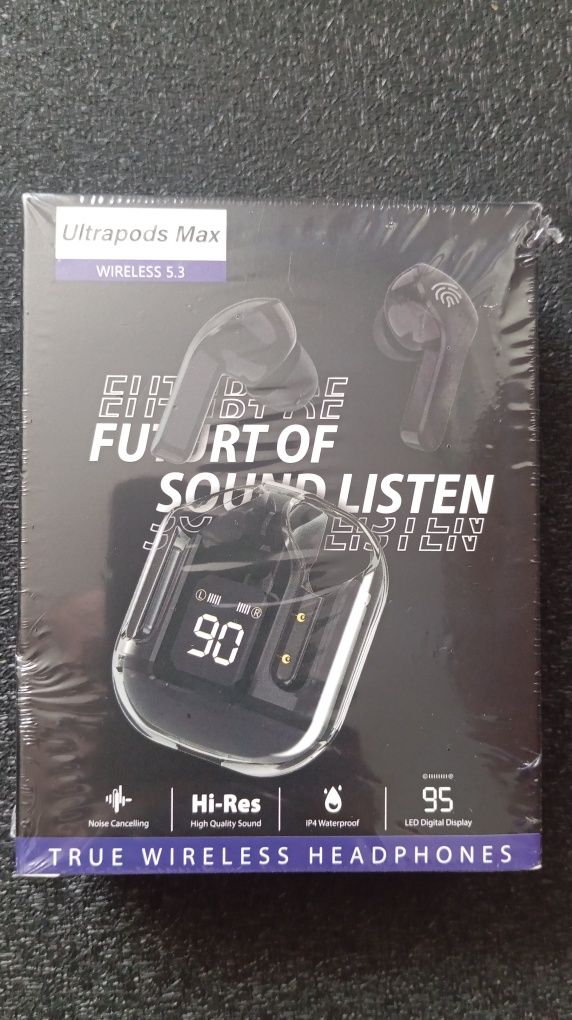 Ultrapods Max
WIRELESS 5.3
FUTURT OF
SOUND LISTEN
L R
90
Noise Cancelling
Hi-Res
High Quality Sound
IP4 Waterproof
95
LED Digital Display
TRUE WIRELESS HEADPHONES